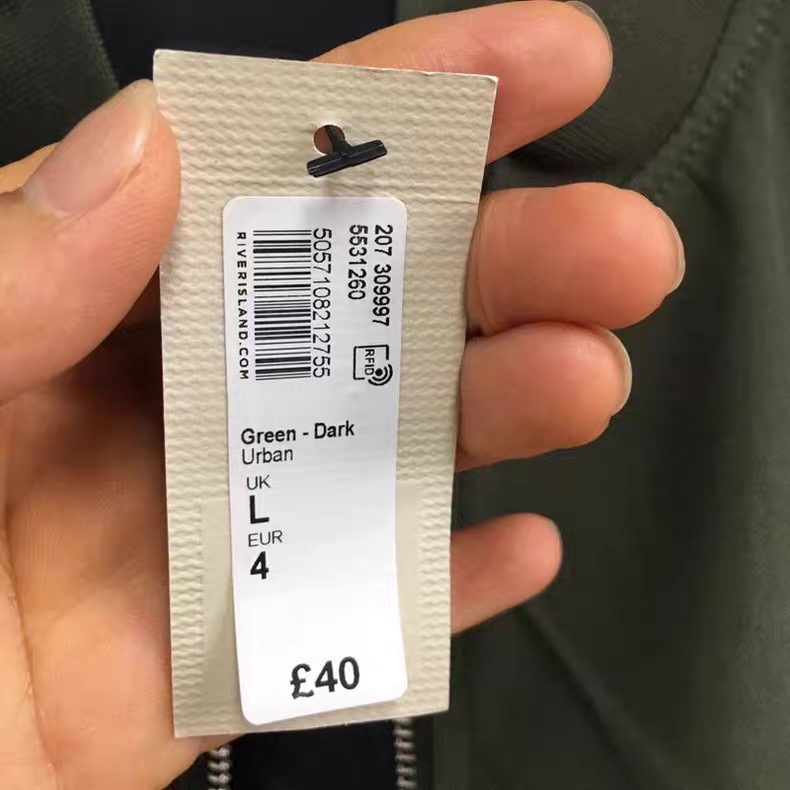 207 309997
5531260
RFID
5057108212755
RIVERISLAND.COM
Green - Dark
Urban
UK
L
EUR
4
£40